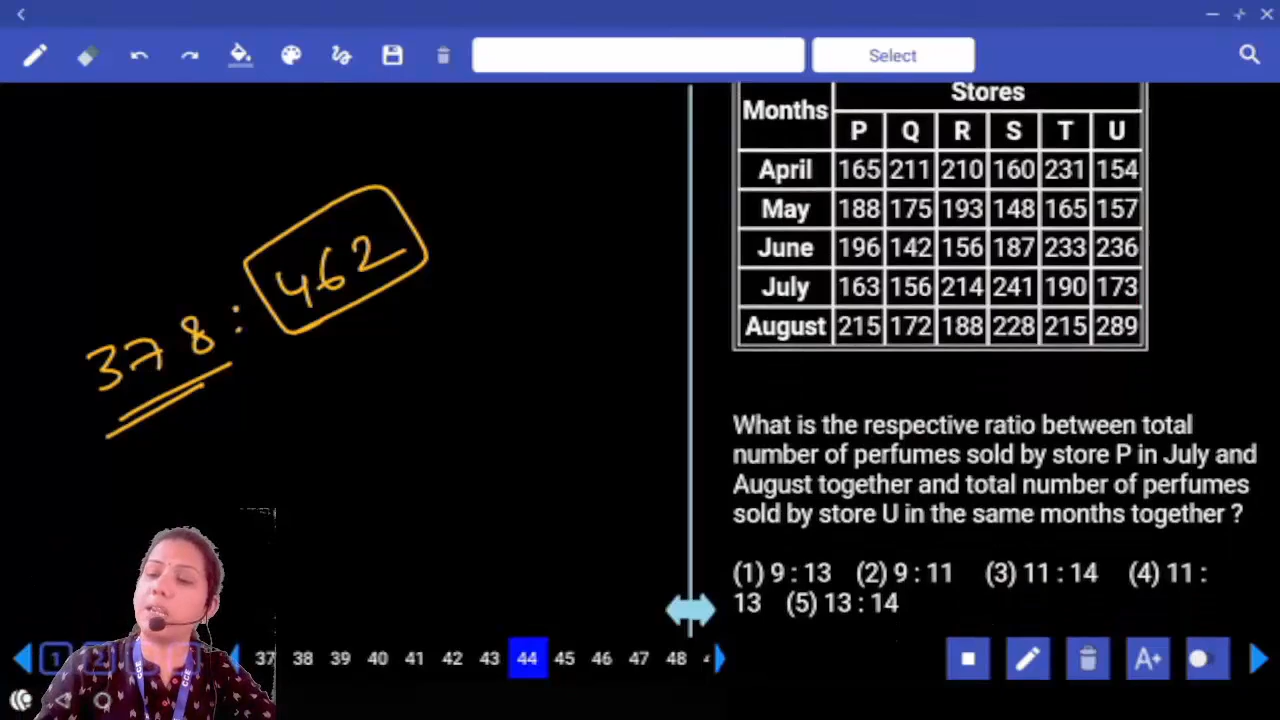 Select
Stores
Months
P Q R S T U
April 165 211 210 160 231 154
May 188 175 193 148 165 157
June 196 142 156 187 233 236
July 163 156 214 241 190 173
August 215 172 188 228 215 289
378 : 462
What is the respective ratio between total
number of perfumes sold by store P in July and
August together and total number of perfumes
sold by store U in the same months together ?
(1) 9 : 13 (2) 9 : 11 (3) 11 : 14 (4) 11 :
13 (5) 13 : 14
1 2 37 38 39 40 41 42 43 44 45 46 47 48
A+
CCE
CCE